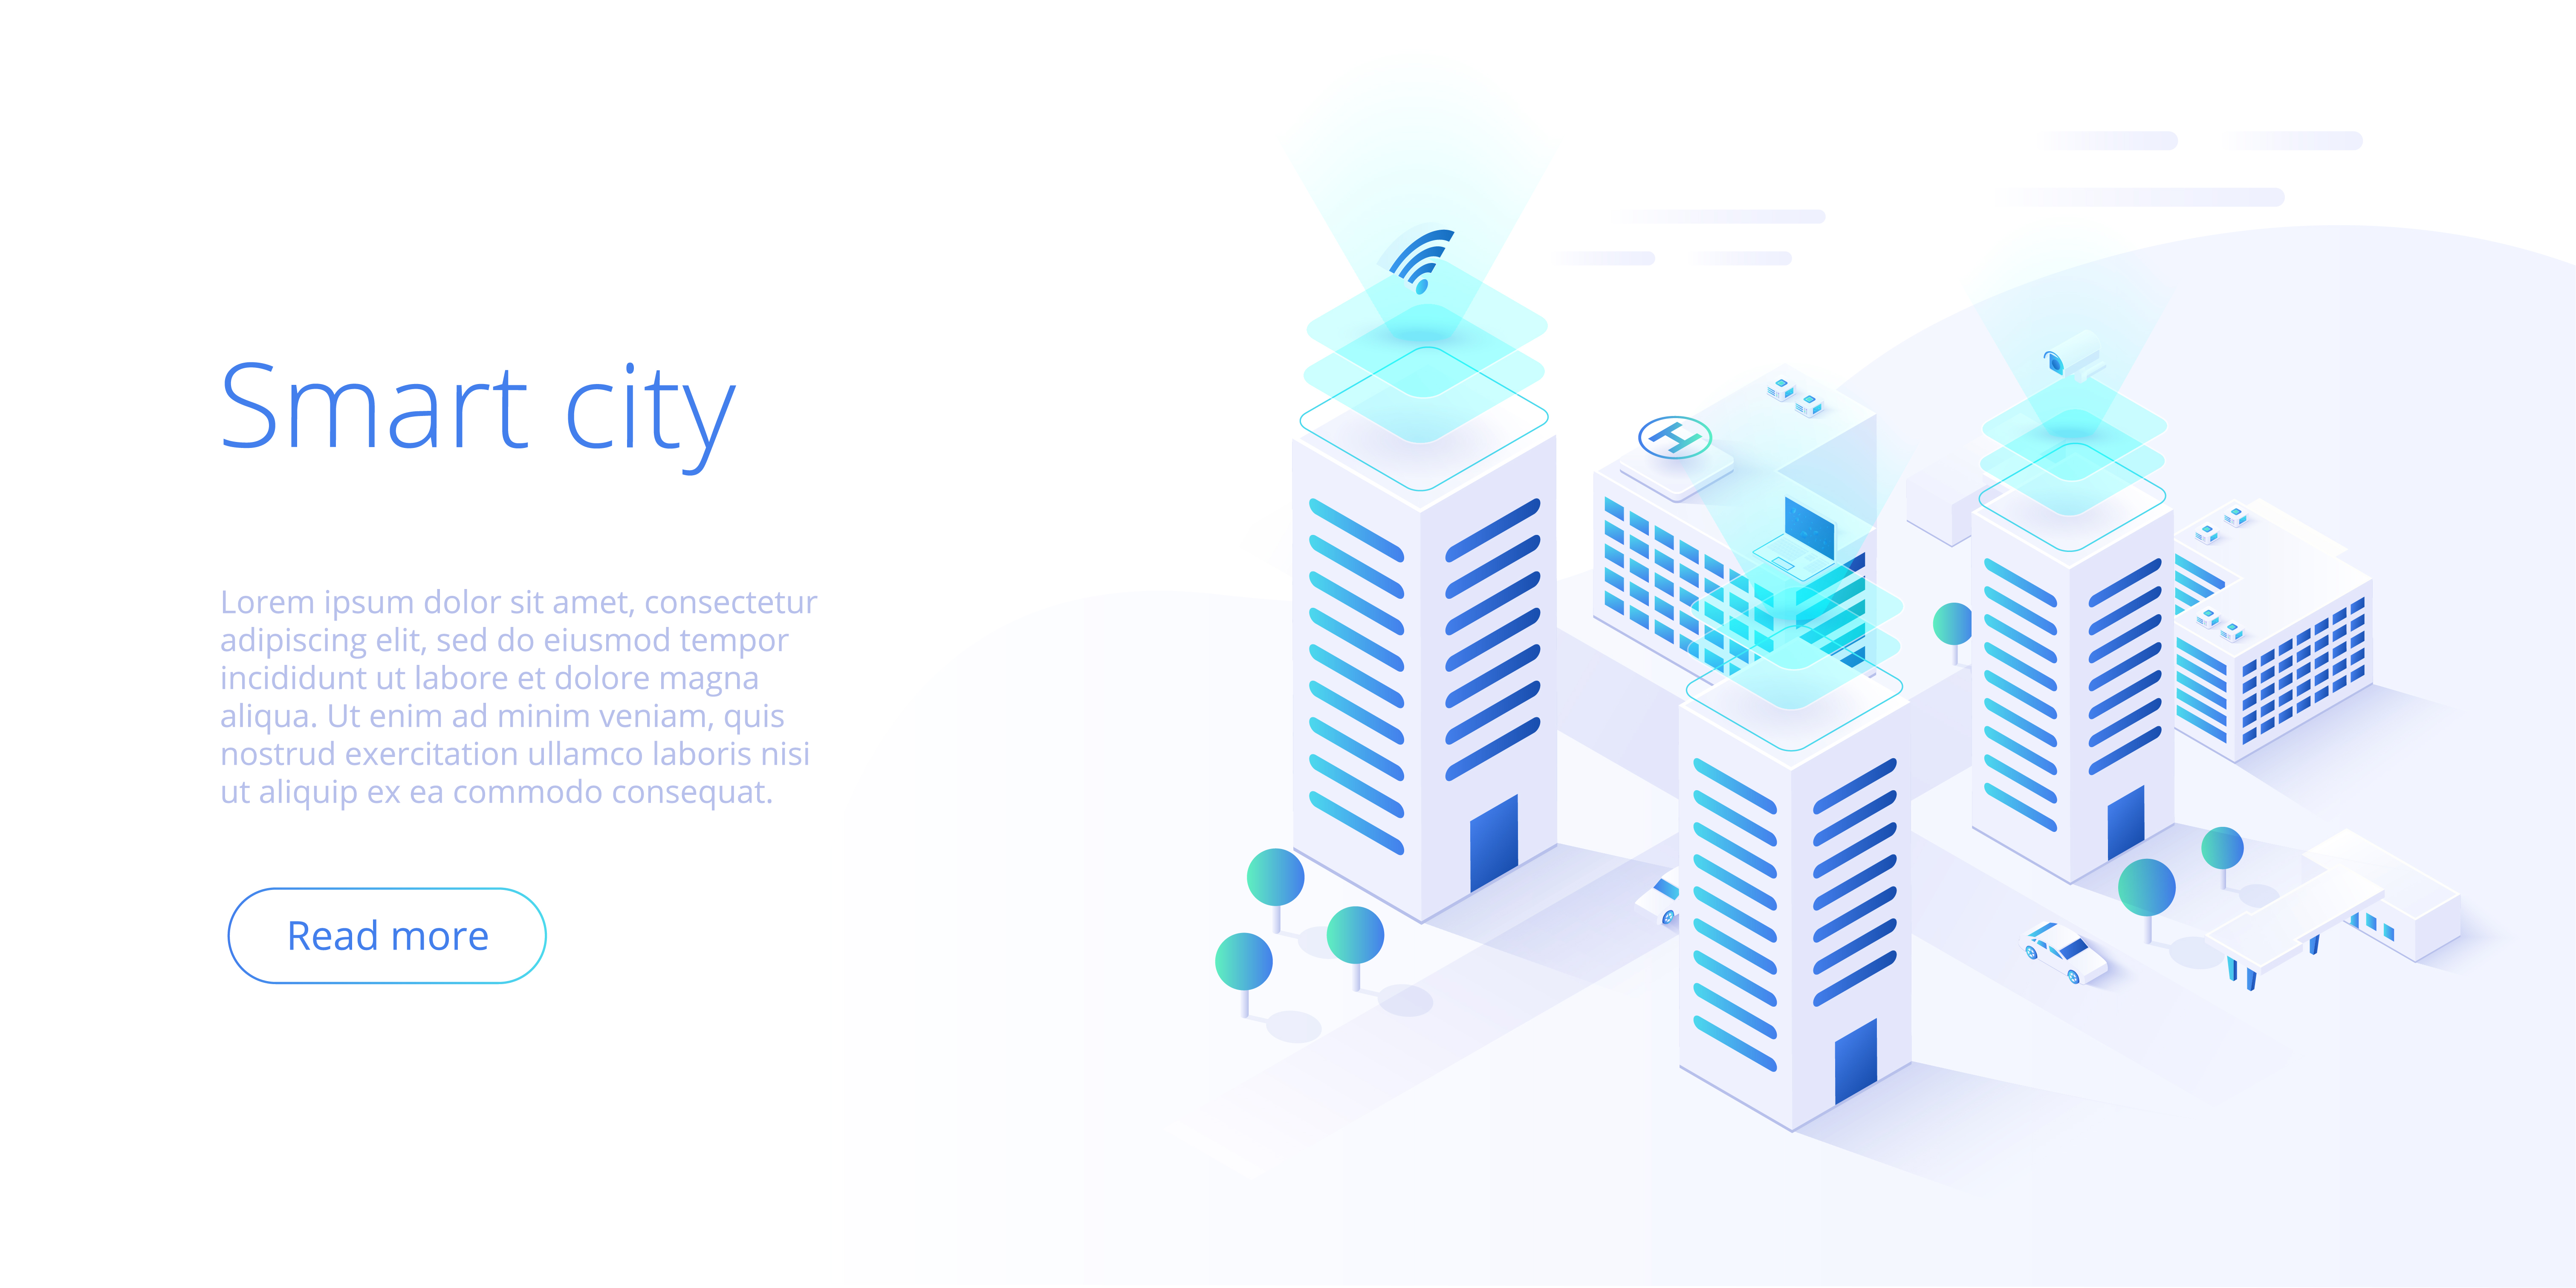 Smart city
Lorem ipsum dolor sit amet, consectetur
adipiscing elit, sed do eiusmod tempor
incididunt ut labore et dolore magna
aliqua. Ut enim ad minim veniam, quis
nostrud exercitation ullamco laboris nisi
ut aliquip ex ea commodo consequat.
Read more
H